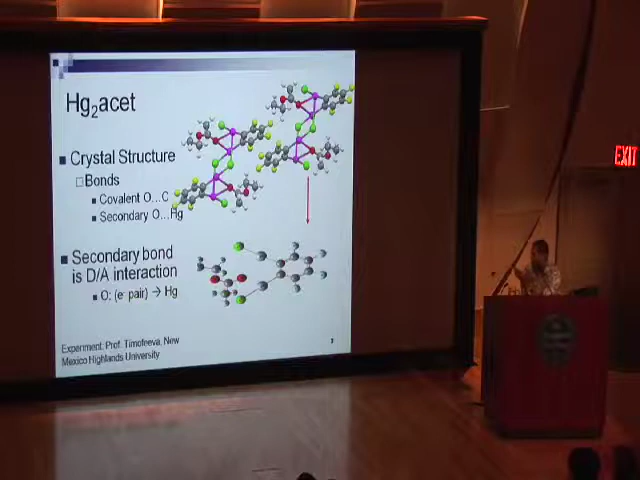 Hg₂acet
■ Crystal Structure
□ Bonds
■ Covalent O...C
■ Secondary O...Hg
■ Secondary bond
is D/A interaction
■ O: (e⁻ pair) → Hg
Experiment: Prof. Timofeeva, New
Mexico Highlands University
3
EXIT